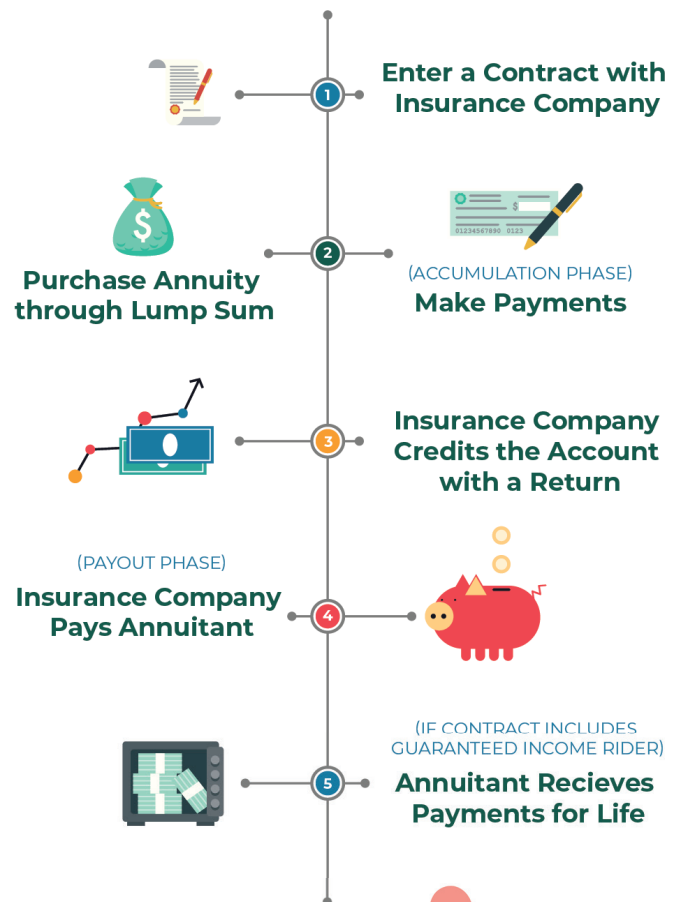 1
Enter a Contract with
Insurance Company
$
Purchase Annuity
through Lump Sum
2
$
01234567890 0123
(ACCUMULATION PHASE)
Make Payments
3
Insurance Company
Credits the Account
with a Return
(PAYOUT PHASE)
Insurance Company
Pays Annuitant
4
5
(IF CONTRACT INCLUDES
GUARANTEED INCOME RIDER)
Annuitant Recieves
Payments for Life